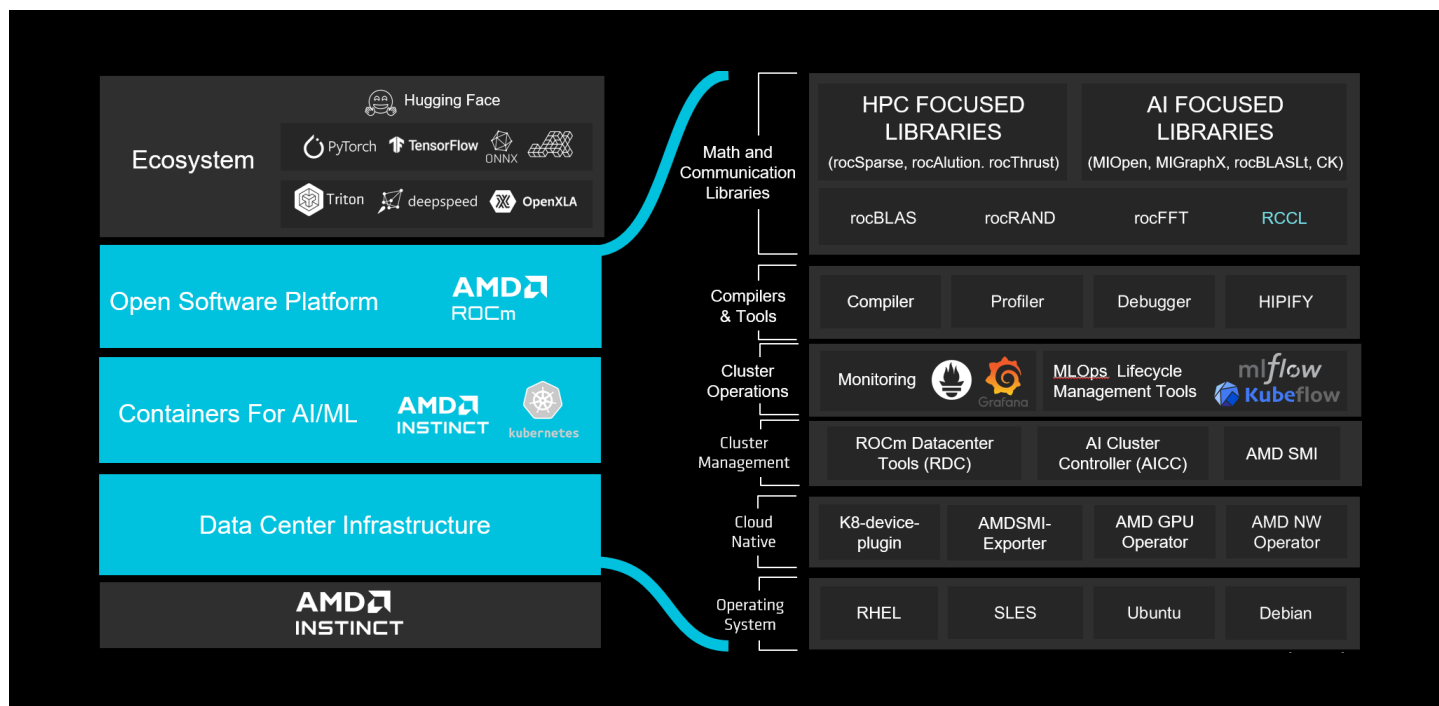 Hugging Face
Ecosystem
PyTorch
TensorFlow
ONNX
Triton
deepspeed
OpenXLA
Open Software Platform
AMD
ROCm
Containers For AI/ML
AMD
INSTINCT
kubernetes
Data Center Infrastructure
AMD
INSTINCT
Math and
Communication
Libraries
HPC FOCUSED
LIBRARIES
(rocSparse, rocAlution. rocThrust)
AI FOCUSED
LIBRARIES
(MIOpen, MIGraphX, rocBLASLt, CK)
rocBLAS
rocRAND
rocFFT
RCCL
Compilers
& Tools
Compiler
Profiler
Debugger
HIPIFY
Cluster
Operations
Monitoring
Grafana
MLOps Lifecycle
Management Tools
mlflow
Kubeflow
Cluster
Management
ROCm Datacenter
Tools (RDC)
AI Cluster
Controller (AICC)
AMD SMI
Cloud
Native
K8-device-
plugin
AMDSMI-
Exporter
AMD GPU
Operator
AMD NW
Operator
Operating
System
RHEL
SLES
Ubuntu
Debian